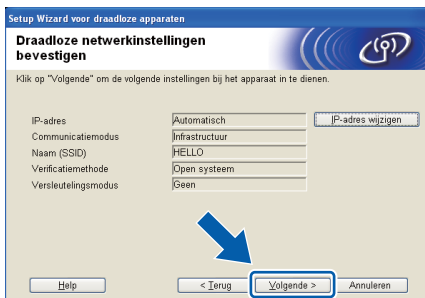 Setup Wizard voor draadloze apparaten
Draadloze netwerkinstellingen
bevestigen
Klik op "Volgende" om de volgende instellingen bij het apparaat in te dienen.
IP-adres Automatisch IP-adres wijzigen
Communicatiemodus Infrastructuur
Naam (SSID) HELLO
Verificatiemethode Open systeem
Versleutelingsmodus Geen
Help < Terug Volgende > Annuleren